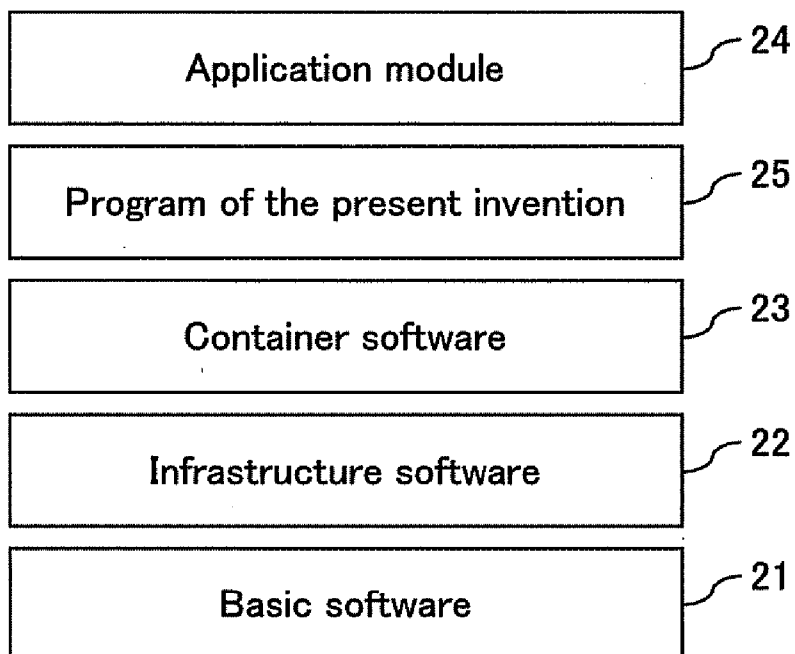 Application module 24
Program of the present invention 25
Container software 23
Infrastructure software 22
Basic software 21